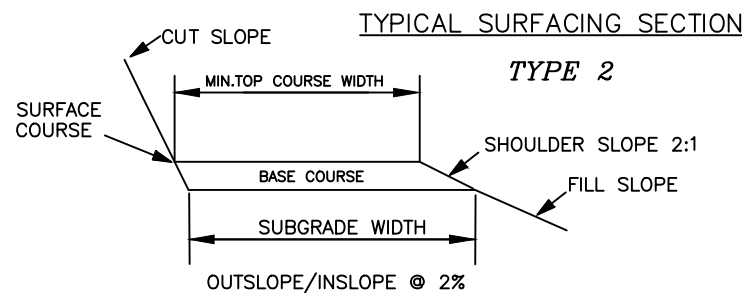 TYPICAL SURFACING SECTION
TYPE 2
CUT SLOPE
MIN.TOP COURSE WIDTH
SURFACE
COURSE
SHOULDER SLOPE 2:1
BASE COURSE
FILL SLOPE
SUBGRADE WIDTH
OUTSLOPE/INSLOPE @ 2%